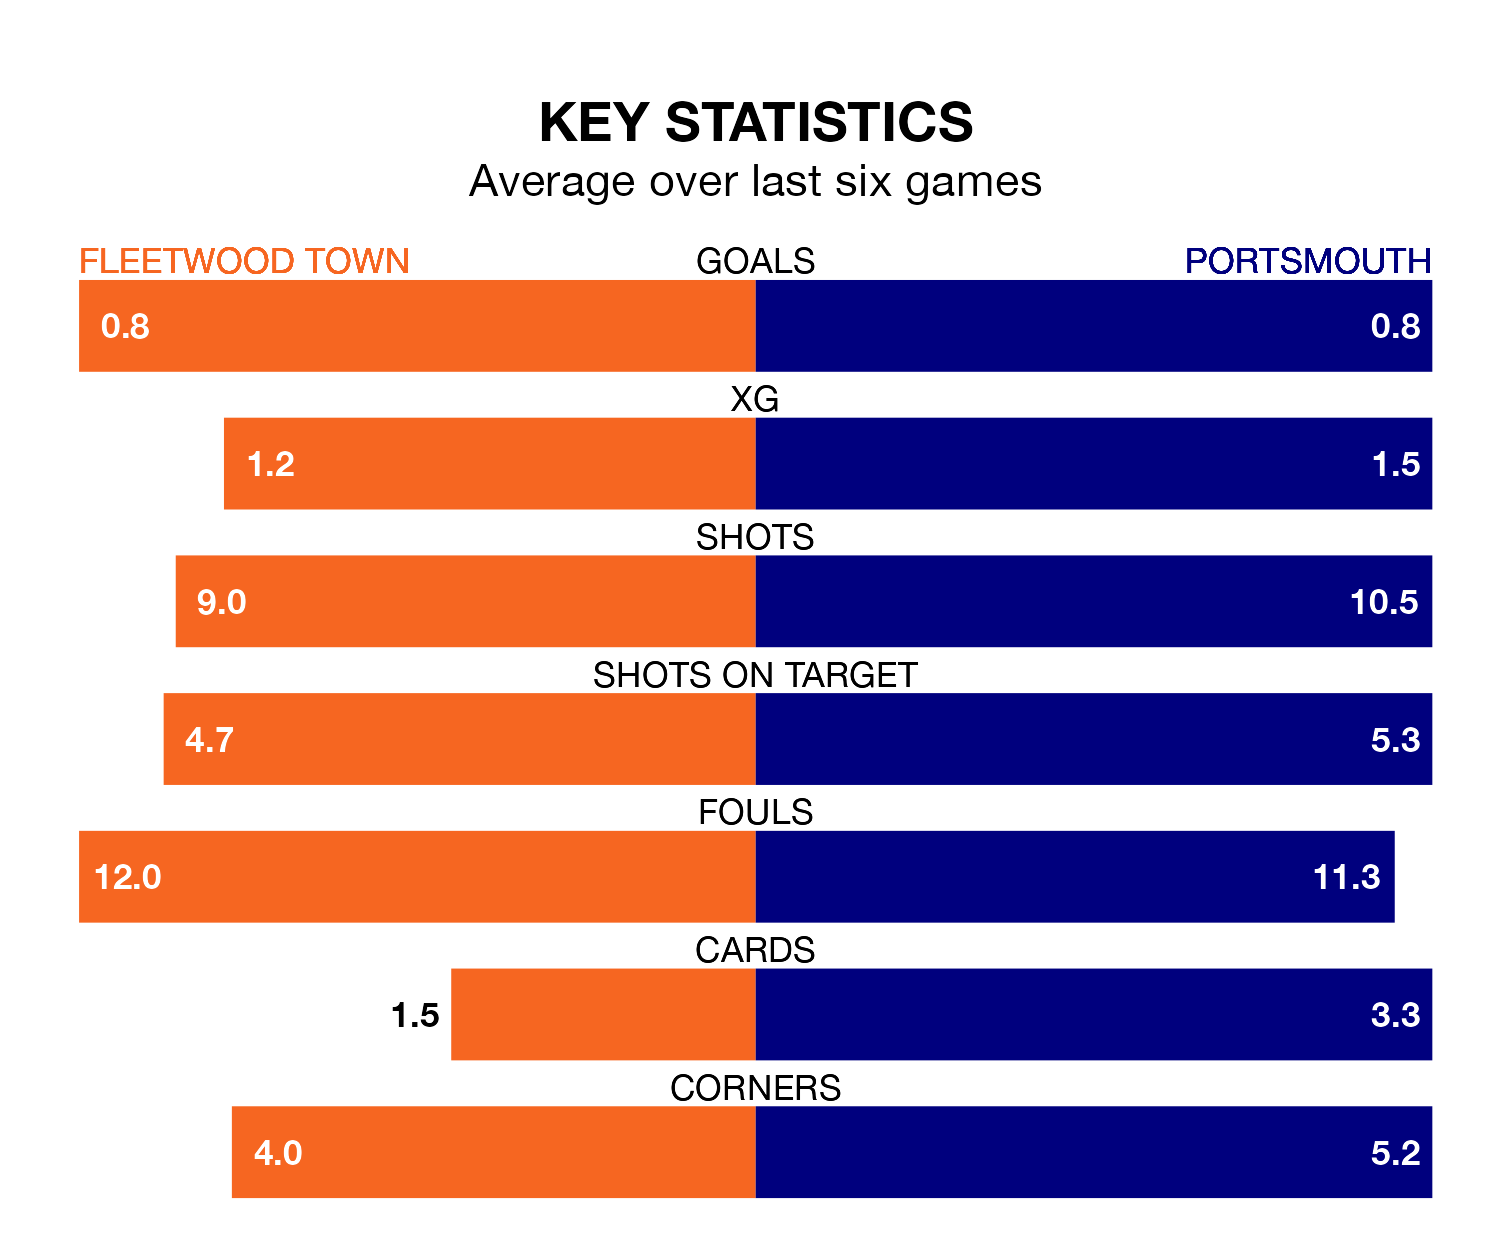 KEY STATISTICS
Average over last six games
FLEETWOOD TOWN GOALS PORTSMOUTH
0.8 0.8
XG
1.2 1.5
SHOTS
9.0 10.5
SHOTS ON TARGET
4.7 5.3
FOULS
12.0 11.3
CARDS
1.5 3.3
CORNERS
4.0 5.2